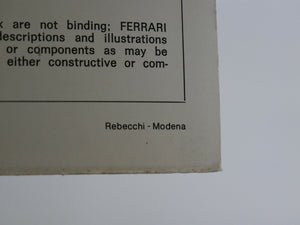 are not binding; FERRARI
descriptions and illustrations
or components as may be
either constructive or com-
Rebecchi - Modena